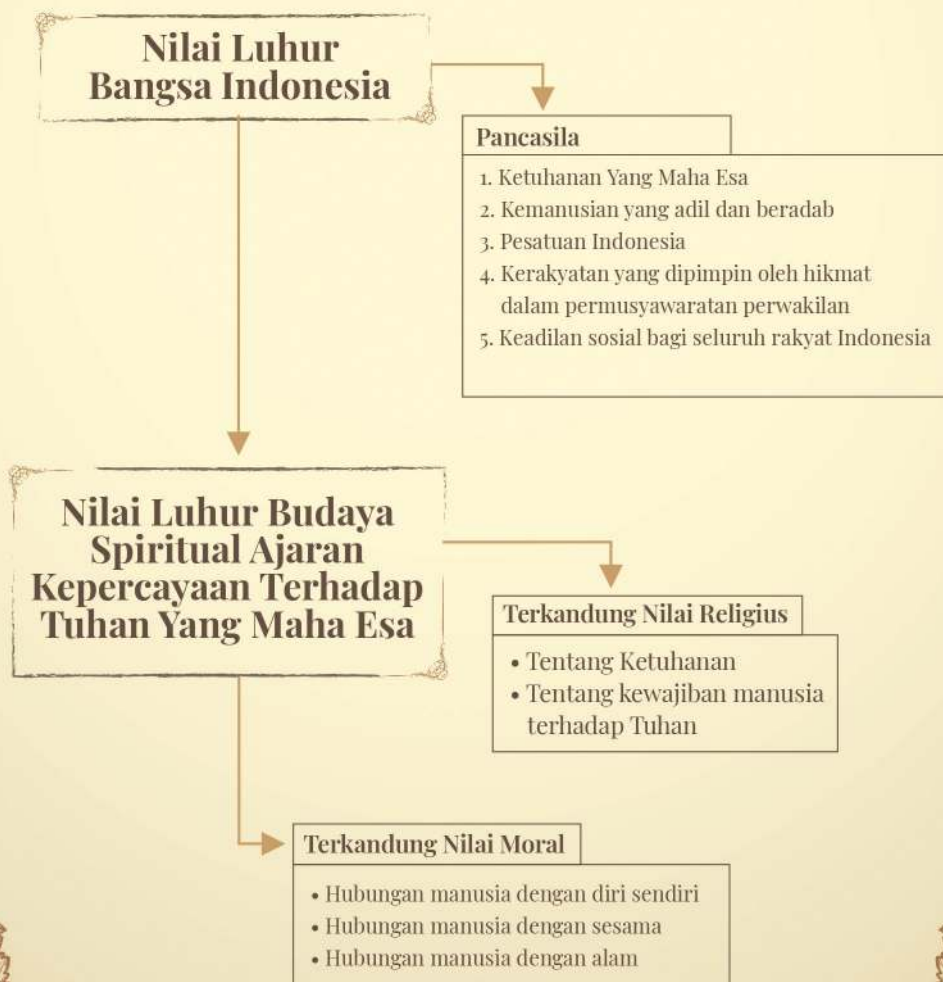 Nilai Luhur
Bangsa Indonesia
Pancasila
1. Ketuhanan Yang Maha Esa
2. Kemanusian yang adil dan beradab
3. Pesatuan Indonesia
4. Kerakyatan yang dipimpin oleh hikmat
dalam permusyawaratan perwakilan
5. Keadilan sosial bagi seluruh rakyat Indonesia
Nilai Luhur Budaya
Spiritual Ajaran
Kepercayaan Terhadap
Tuhan Yang Maha Esa
Terkandung Nilai Religius
• Tentang Ketuhanan
• Tentang kewajiban manusia
terhadap Tuhan
Terkandung Nilai Moral
• Hubungan manusia dengan diri sendiri
• Hubungan manusia dengan sesama
• Hubungan manusia dengan alam